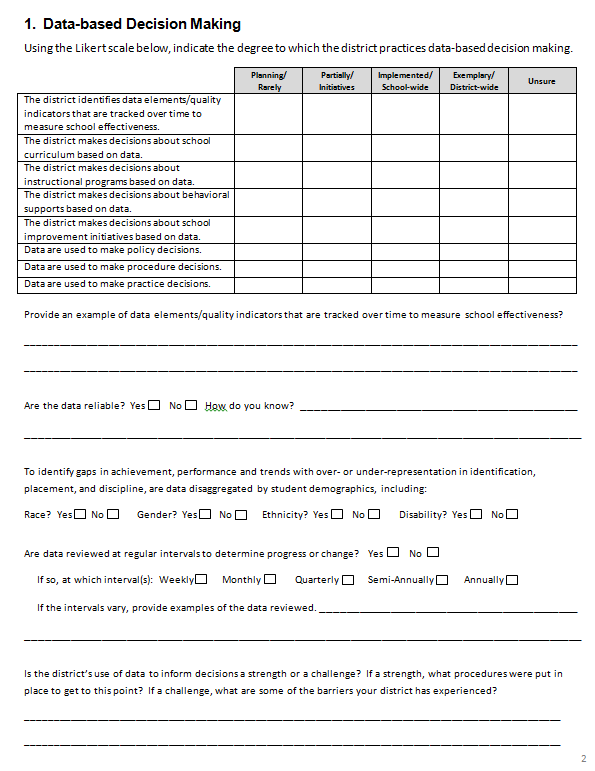 1. Data-based Decision Making
Using the Likert scale below, indicate the degree to which the district practices data-based decision making.
Planning/ Partially/ Implemented/ Exemplary/ Unsure
Rarely Initiatives School-wide District-wide
The district identifies data elements/quality
indicators that are tracked over time to
measure school effectiveness.
The district makes decisions about school
curriculum based on data.
The district makes decisions about
instructional programs based on data.
The district makes decisions about behavioral
supports based on data.
The district makes decisions about school
improvement initiatives based on data.
Data are used to make policy decisions.
Data are used to make procedure decisions.
Data are used to make practice decisions.
Provide an example of data elements/quality indicators that are tracked over time to measure school effectiveness?
Are the data reliable? Yes No How do you know?
To identify gaps in achievement, performance and trends with over- or under-representation in identification,
placement, and discipline, are data disaggregated by student demographics, including:
Race? Yes No Gender? Yes No Ethnicity? Yes No Disability? Yes No
Are data reviewed at regular intervals to determine progress or change? Yes No
If so, at which interval(s): Weekly Monthly Quarterly Semi-Annually Annually
If the intervals vary, provide examples of the data reviewed.
Is the district's use of data to inform decisions a strength or a challenge? If a strength, what procedures were put in
place to get to this point? If a challenge, what are some of the barriers your district has experienced?
2